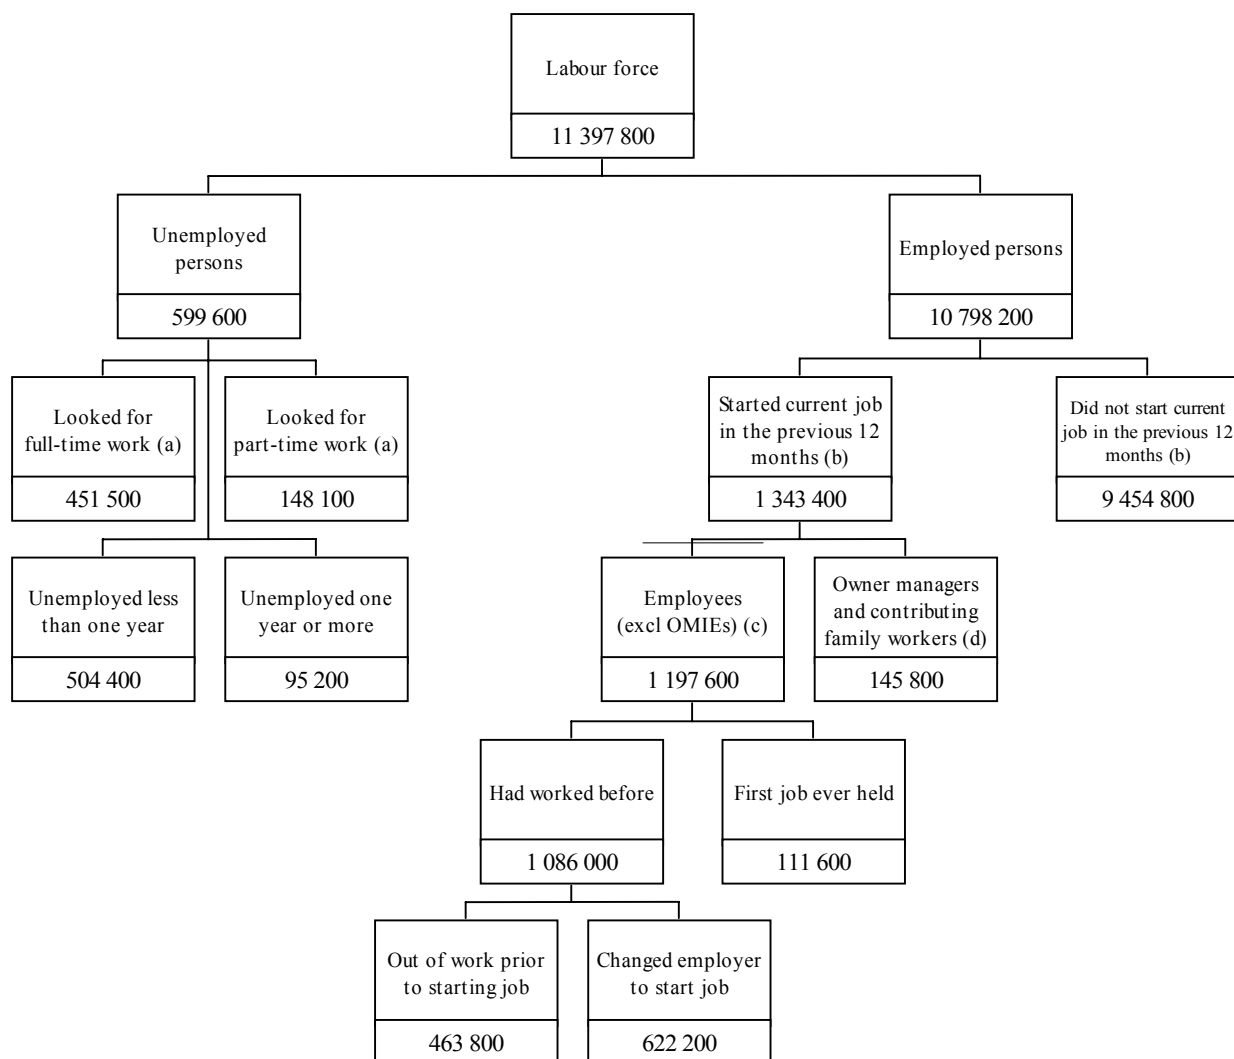 Labour force
11 397 800
Unemployed
persons
599 600
Employed persons
10 798 200
Looked for
full-time work (a)
451 500
Looked for
part-time work (a)
148 100
Started current job
in the previous 12
months (b)
1 343 400
Did not start current
job in the previous 12
months (b)
9 454 800
Unemployed less
than one year
504 400
Unemployed one
year or more
95 200
Employees
(excl OMIEs) (c)
1 197 600
Owner managers
and contributing
family workers (d)
145 800
Had worked before
1 086 000
First job ever held
111 600
Out of work prior
to starting job
463 800
Changed employer
to start job
622 200